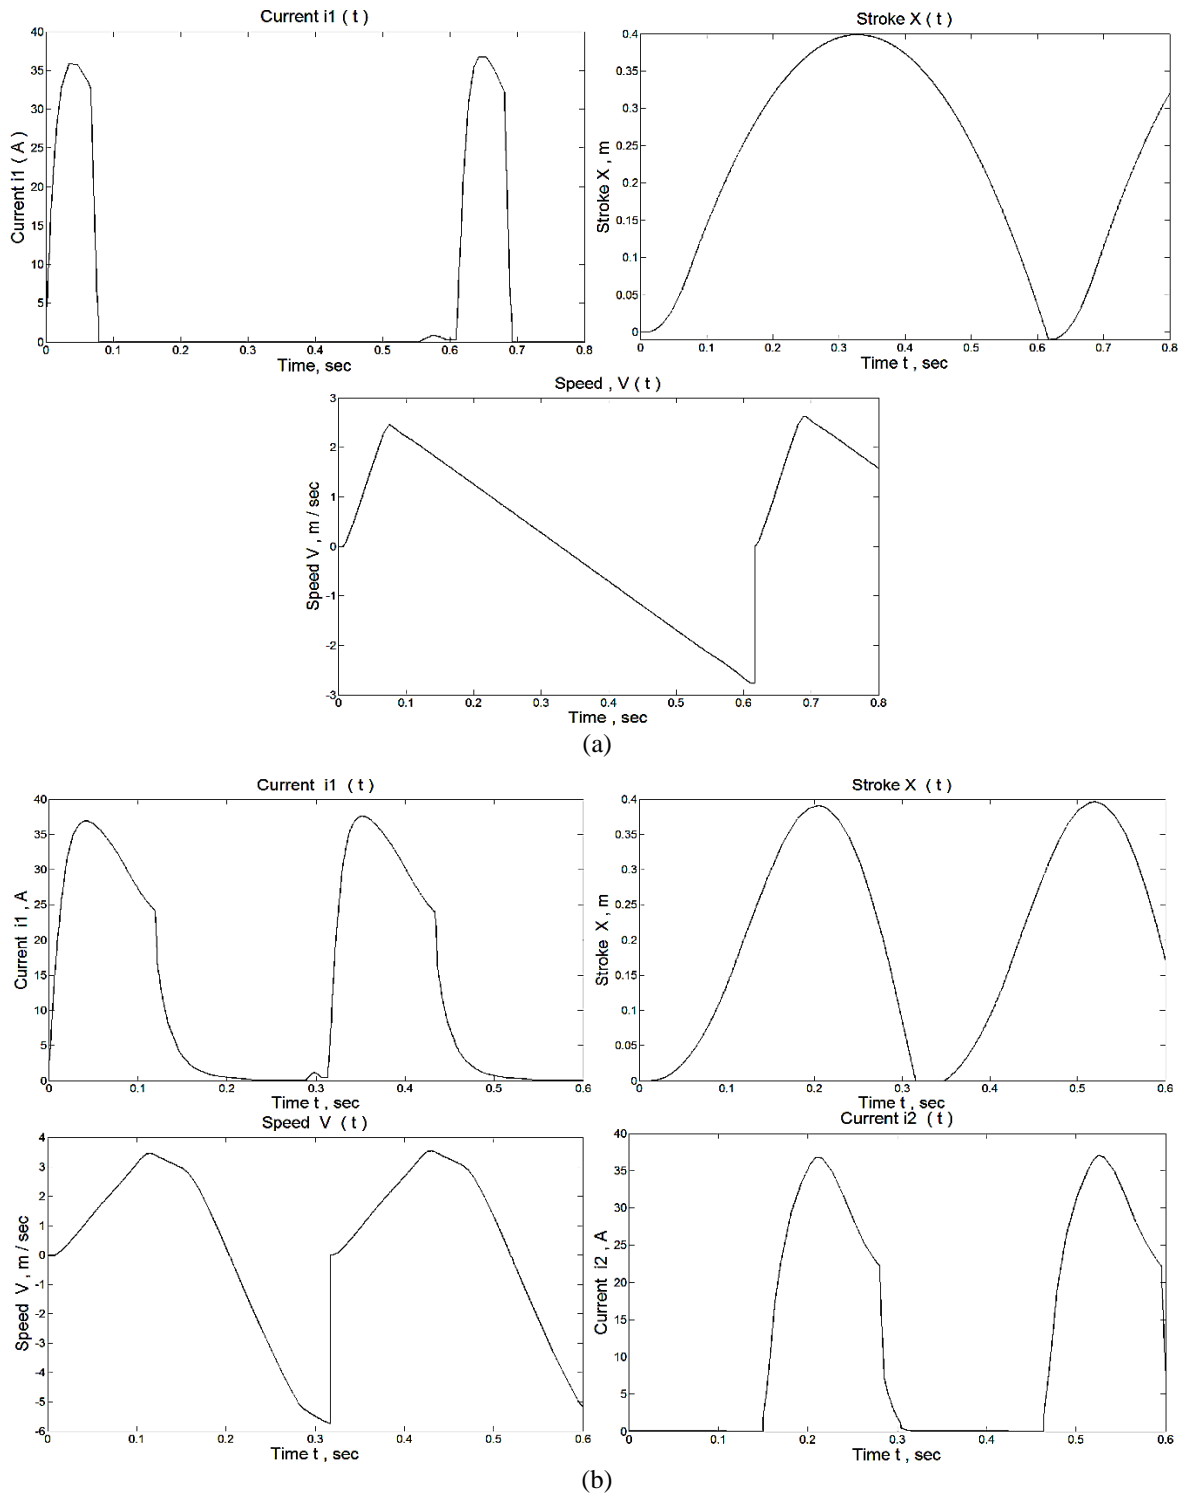 Current i1 ( t )
Current i1 ( A )
40
35
30
25
20
15
10
5
0
0 0.1 0.2 0.3 0.4 0.5 0.6 0.7 0.8
Time, sec
Stroke X ( t )
Stroke X , m
0.4
0.35
0.3
0.25
0.2
0.15
0.1
0.05
0
0 0.1 0.2 0.3 0.4 0.5 0.6 0.7 0.8
Time t , sec
Speed , V ( t )
Speed V , m / sec
3
2
1
0
-1
-2
-3
0 0.1 0.2 0.3 0.4 0.5 0.6 0.7 0.8
Time , sec
(a)
Current i1 ( t )
Current i1 , A
40
35
30
25
20
15
10
5
0
0 0.1 0.2 0.3 0.4 0.5 0.6
Time t , sec
Stroke X ( t )
Stroke X , m
0.4
0.35
0.3
0.25
0.2
0.15
0.1
0.05
0
0 0.1 0.2 0.3 0.4 0.5 0.6
Time t , sec
Speed V ( t )
Speed V , m / sec
4
3
2
1
0
-1
-2
-3
-4
-5
-6
0 0.1 0.2 0.3 0.4 0.5 0.6
Time t , sec
Current i2 ( t )
Current i2 , A
40
35
30
25
20
15
10
5
0
0 0.1 0.2 0.3 0.4 0.5 0.6
Time t , sec
(b)